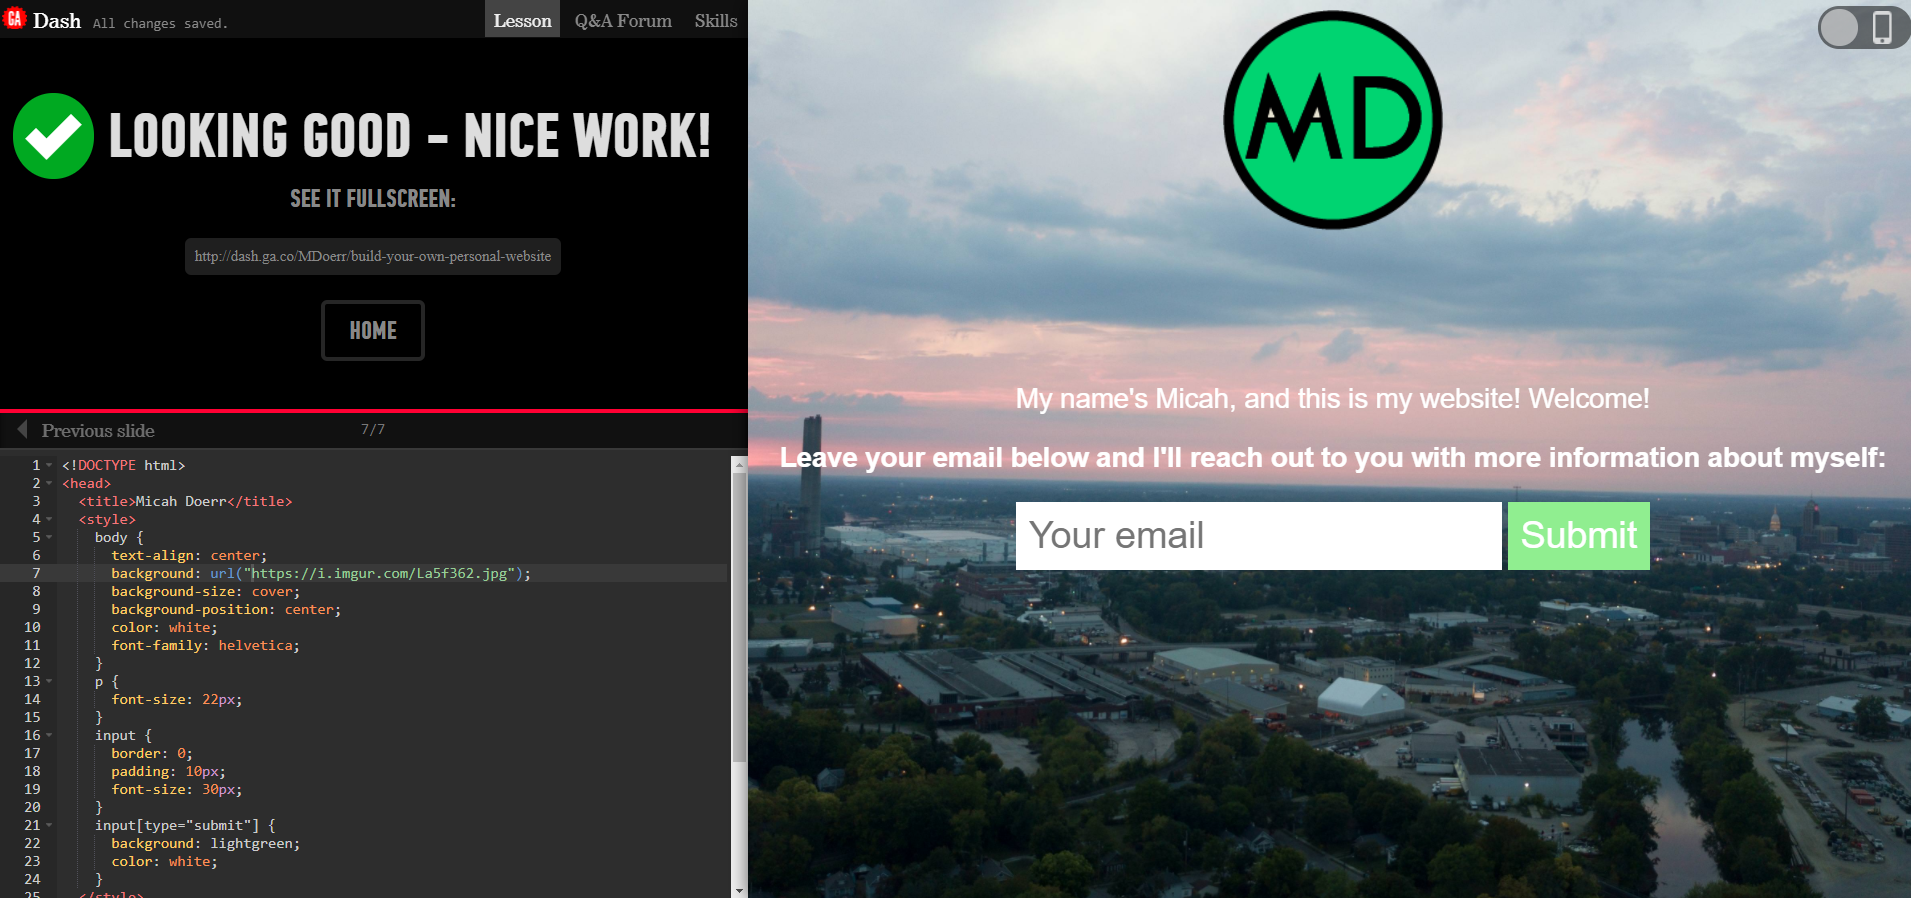 GA Dash All changes saved. Lesson Q&A Forum Skills
LOOKING GOOD - NICE WORK!
SEE IT FULLSCREEN:
http://dash.ga.co/MDoerr/build-your-own-personal-website
HOME
Previous slide 7/7
1 <!DOCTYPE html>
2 <head>
3 <title>Micah Doerr</title>
4 <style>
5 body {
6 text-align: center;
7 background: url("https://i.imgur.com/La5f362.jpg");
8 background-size: cover;
9 background-position: center;
10 color: white;
11 font-family: helvetica;
12 }
13 p {
14 font-size: 22px;
15 }
16 input {
17 border: 0;
18 padding: 10px;
19 font-size: 30px;
20 }
21 input[type="submit"] {
22 background: lightgreen;
23 color: white;
24 }
25 </style>
MD
My name's Micah, and this is my website! Welcome!
Leave your email below and I'll reach out to you with more information about myself:
Your email Submit